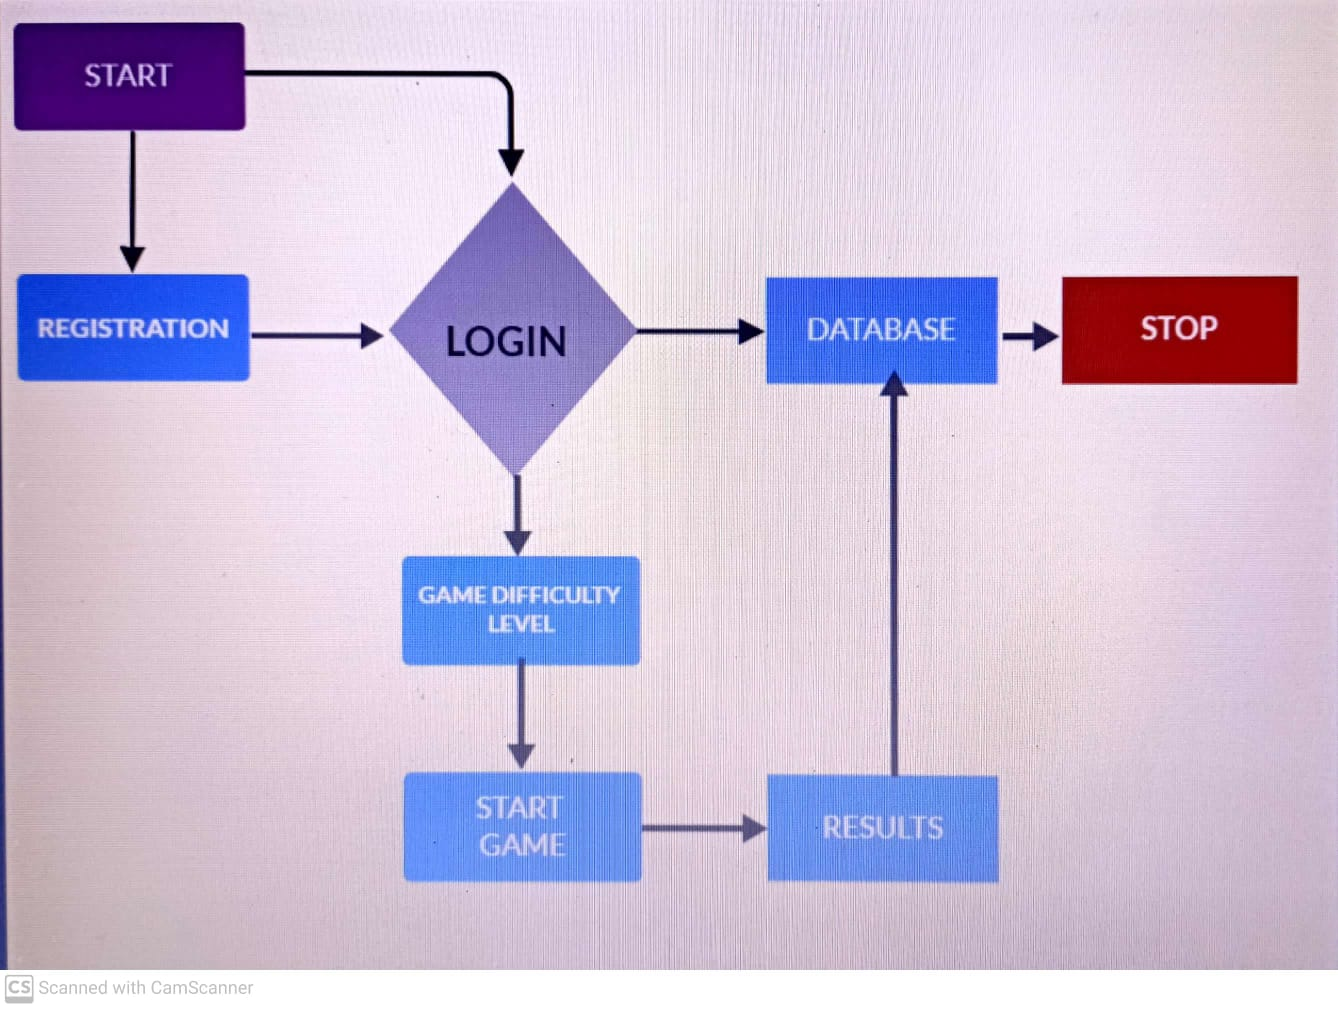 START
REGISTRATION
LOGIN
DATABASE
STOP
GAME DIFFICULTY
LEVEL
START
GAME
RESULTS
CS Scanned with CamScanner